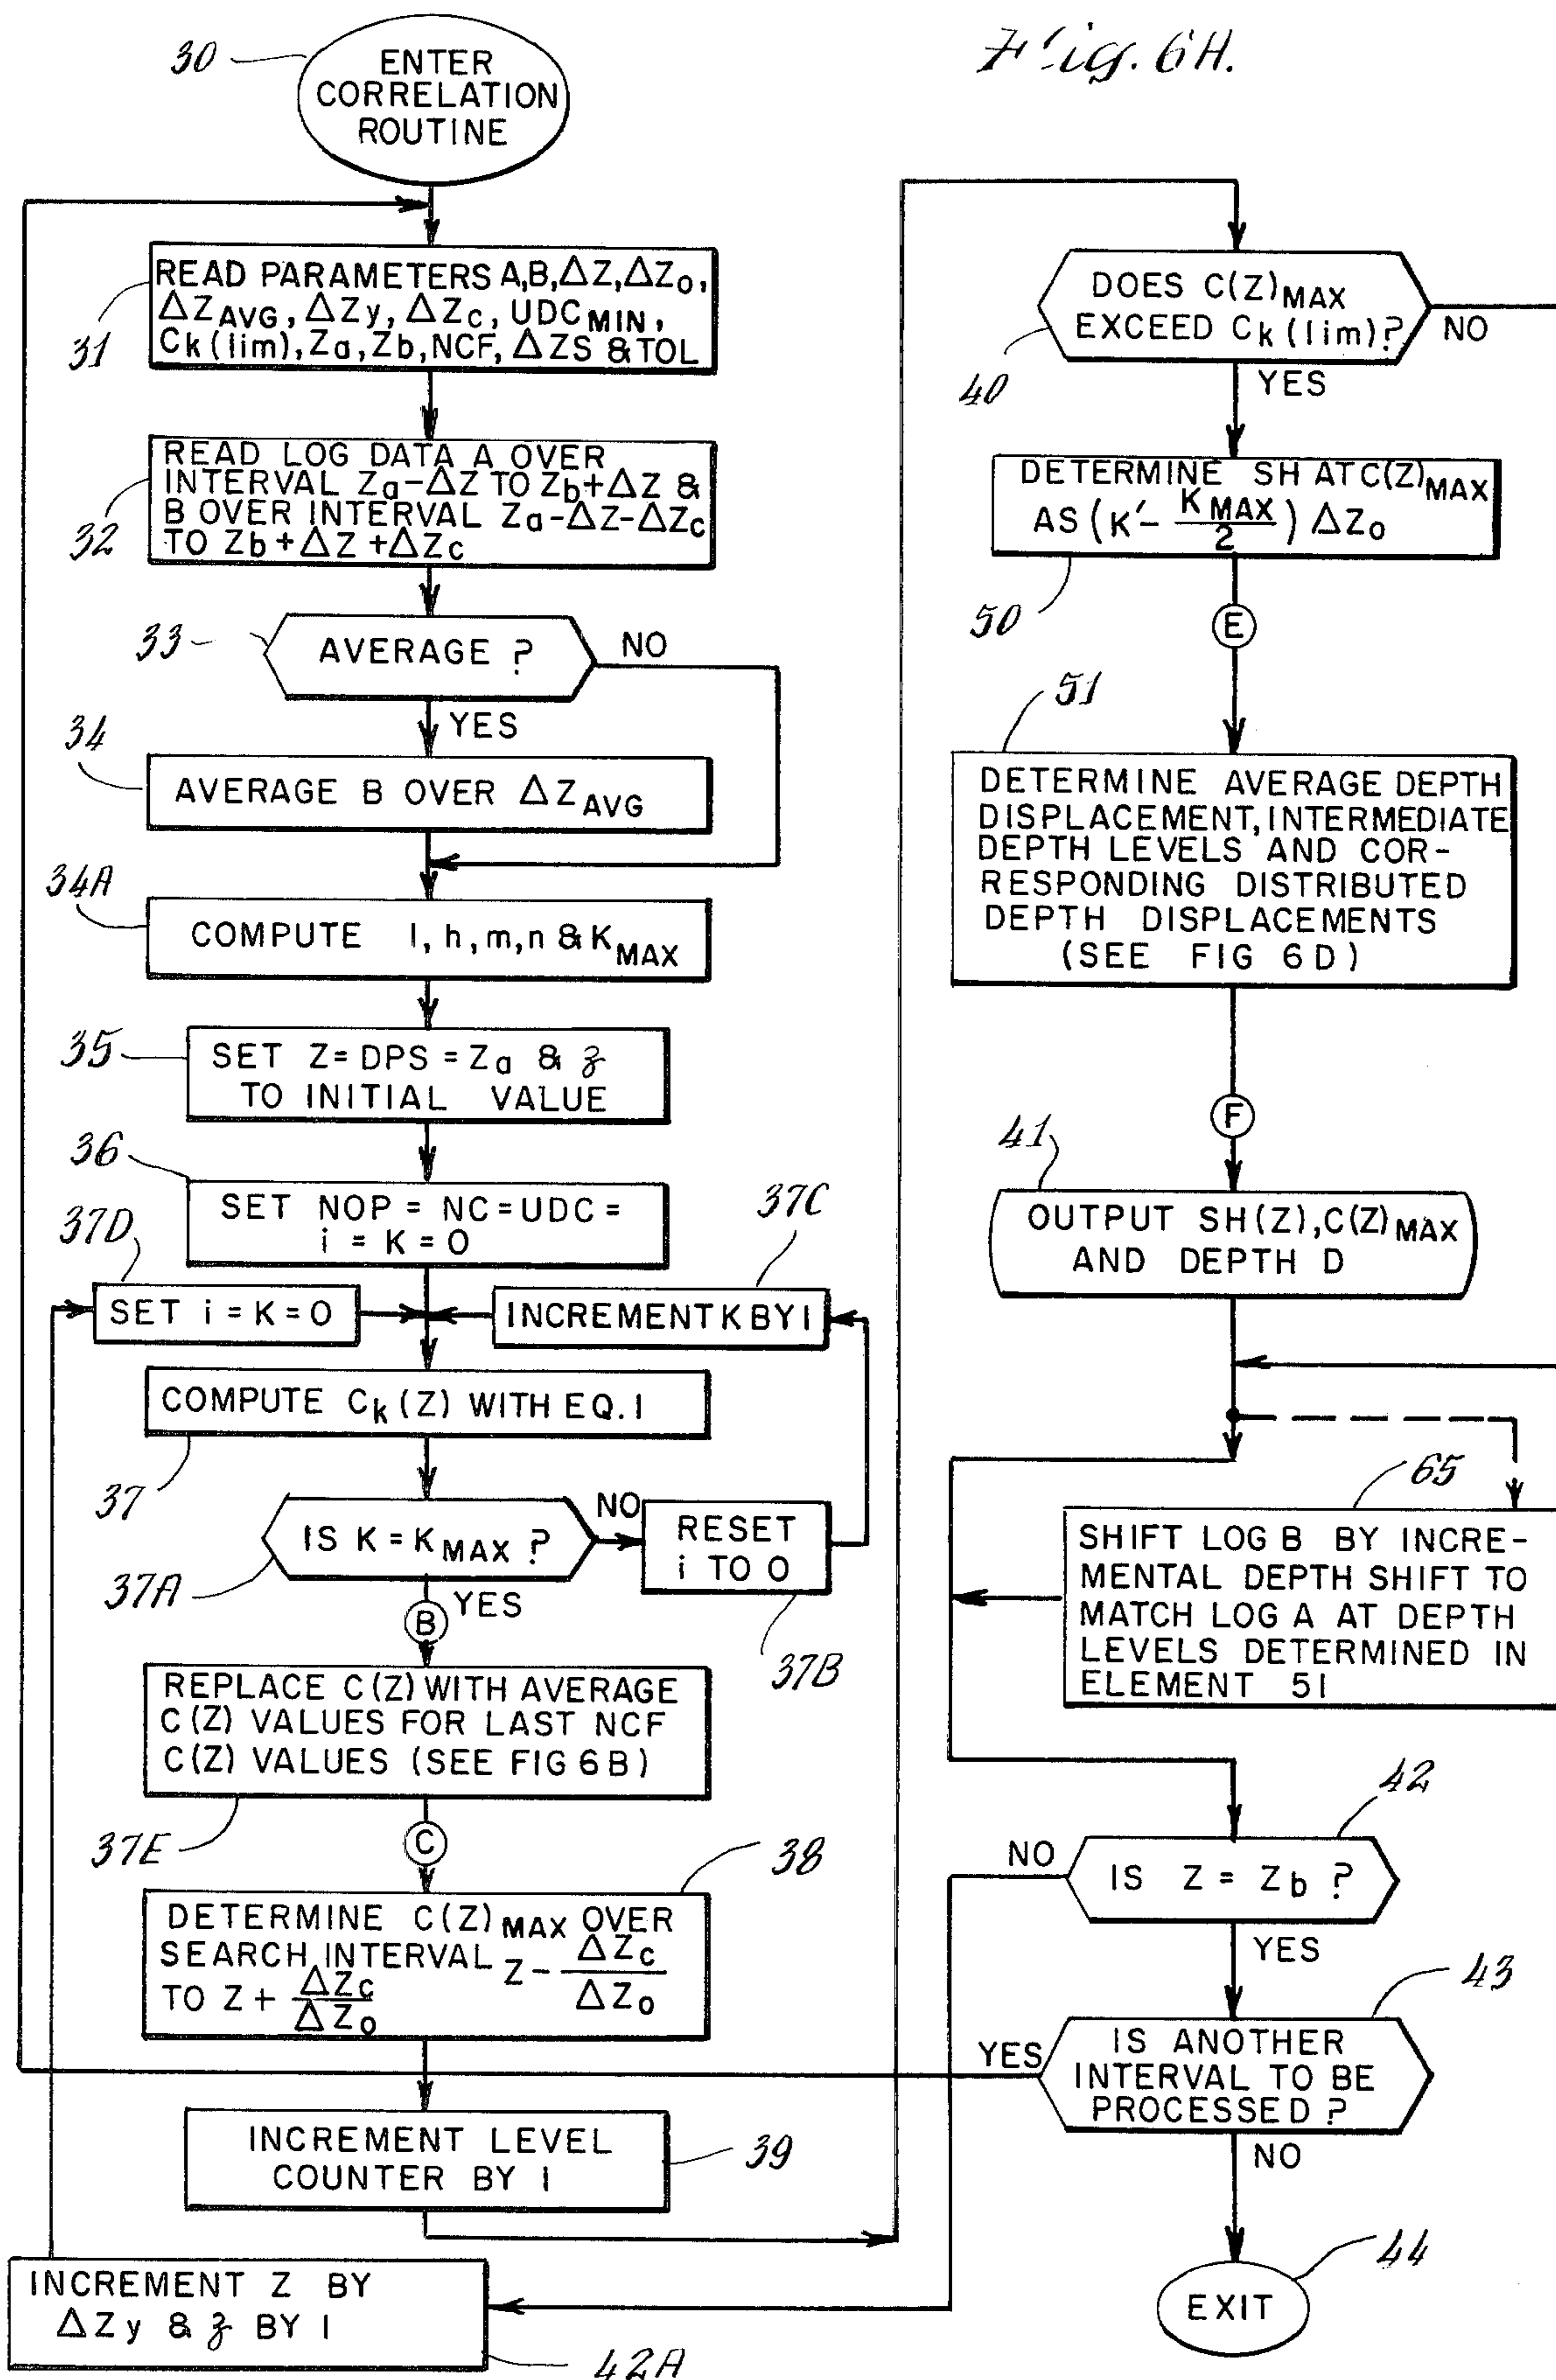 Fig. 6A.
30
ENTER
CORRELATION
ROUTINE
31
READ PARAMETERS A,B,ΔZ,ΔZo,
ΔZAVG, ΔZy, ΔZc, UDCMIN,
Ck(lim), Za, Zb, NCF, ΔZS & TOL
32
READ LOG DATA A OVER
INTERVAL Za-ΔZ TO Zb+ΔZ &
B OVER INTERVAL Za-ΔZ-ΔZc
TO Zb+ΔZ+ΔZc
33
AVERAGE ?
NO
YES
34
AVERAGE B OVER ΔZAVG
34A
COMPUTE l, h, m, n & KMAX
35
SET Z = DPS = Za & z
TO INITIAL VALUE
36
SET NOP = NC = UDC =
i = K = 0
37D
SET i = K = 0
37C
INCREMENT K BY 1
COMPUTE Ck(Z) WITH EQ. 1
37
IS K = KMAX ?
37A
NO
YES
RESET
i TO 0
37B
B
REPLACE C(Z) WITH AVERAGE
C(Z) VALUES FOR LAST NCF
C(Z) VALUES (SEE FIG 6B)
37E
C
38
DETERMINE C(Z)MAX OVER
SEARCH INTERVAL Z - ΔZc/ΔZo
TO Z + ΔZc/ΔZo
INCREMENT LEVEL
COUNTER BY 1
39
INCREMENT Z BY
ΔZy & z BY 1
42A
DOES C(Z)MAX
EXCEED Ck(lim)?
NO
40
YES
DETERMINE SH AT C(Z)MAX
AS (K' - KMAX/2) ΔZo
50
E
51
DETERMINE AVERAGE DEPTH
DISPLACEMENT, INTERMEDIATE
DEPTH LEVELS AND COR-
RESPONDING DISTRIBUTED
DEPTH DISPLACEMENTS
(SEE FIG 6D)
F
41
OUTPUT SH(Z), C(Z)MAX
AND DEPTH D
65
SHIFT LOG B BY INCRE-
MENTAL DEPTH SHIFT TO
MATCH LOG A AT DEPTH
LEVELS DETERMINED IN
ELEMENT 51
42
NO
IS Z = Zb ?
YES
43
YES
IS ANOTHER
INTERVAL TO BE
PROCESSED ?
NO
44
EXIT